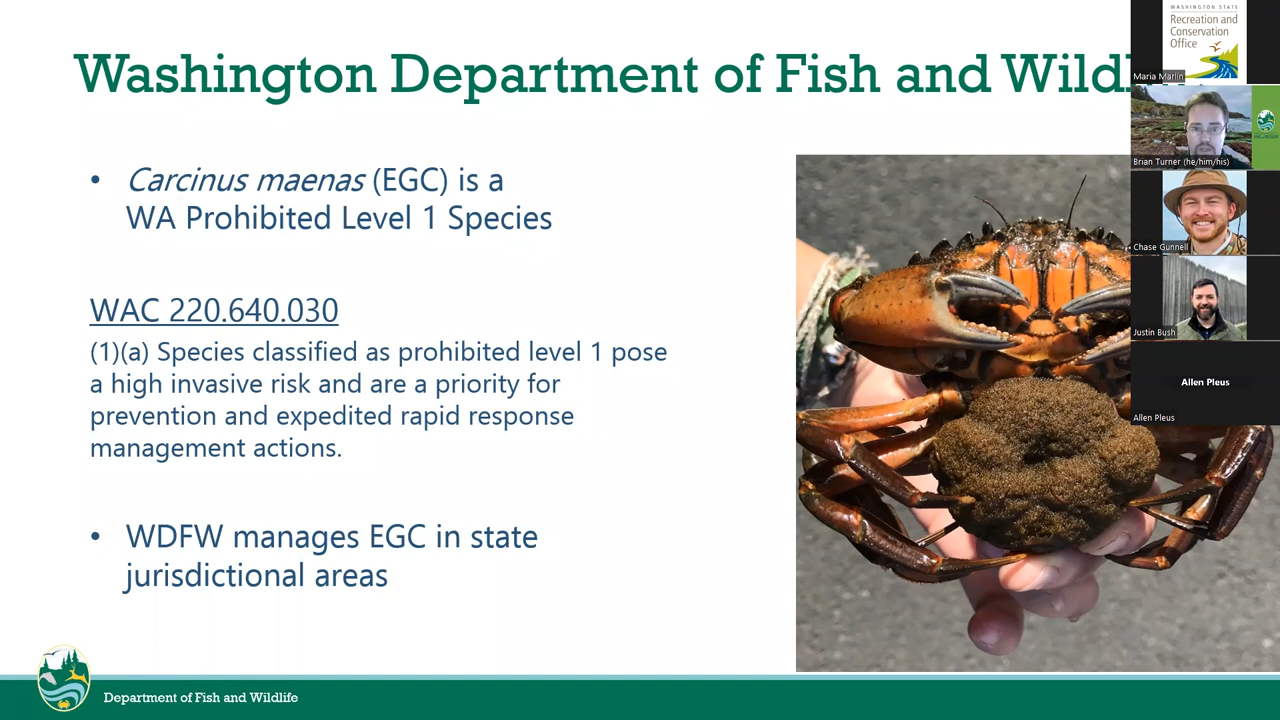 Washington Department of Fish and Wildl
• Carcinus maenas (EGC) is a
WA Prohibited Level 1 Species
WAC 220.640.030
(1)(a) Species classified as prohibited level 1 pose
a high invasive risk and are a priority for
prevention and expedited rapid response
management actions.
• WDFW manages EGC in state
jurisdictional areas
Department of Fish and Wildlife
WASHINGTON STATE
Recreation and
Conservation
Office
Maria Marlin
Brian Turner (he/him/his)
Chase Gunnell
Justin Bush
Allen Pleus
Allen Pleus